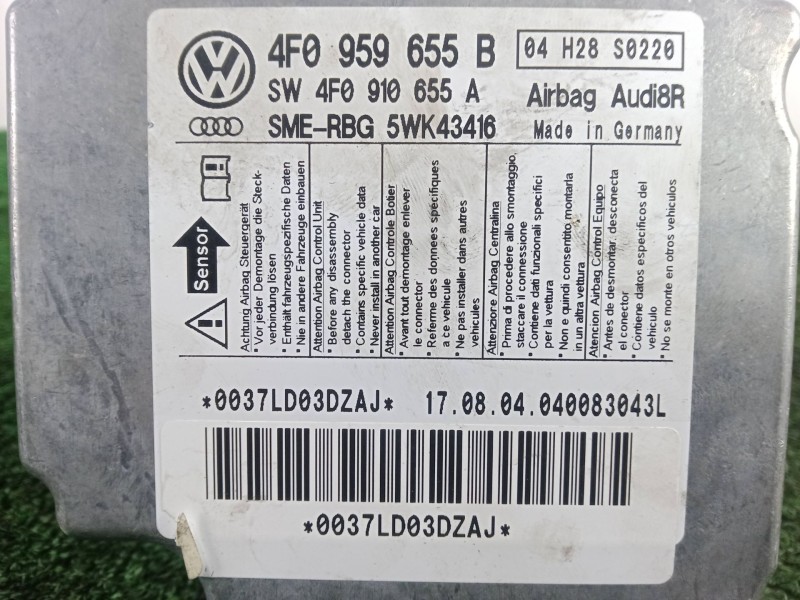 4F0 959 655 B
04 H28 S0220
SW 4F0 910 655 A
Airbag Audi8R
SME-RBG 5WK43416
Made in Germany
Sensor
Achtung Airbag Steuergerät
* Vor jeder Demontage die Steck-
verbindung lösen
* Enthält fahrzeugspezifische Daten
* Nie in andere Fahrzeuge einbauen
Attention Airbag Control Unit
* Before any disassembly
detach the connector
* Contains specific vehicle data
* Never install in another car
Attention Airbag Controle Botier
* Avant tout demontage enlever
le connector
* Referme des donnees spécifiques
a ce vehicule
* Ne pas installer dans autres
vehicules
Attenzione Airbag Centralina
* Prima di procedere allo smontaggio,
staccare il connessione
* Contiene dati funzionali specifici
per la vettura
* Non e quindi consentito montarla
in un altra vettura
Atencion Airbag Control Equipo
* Antes de desmontar, desconecta
el conector
* Contiene datos especificos del
vehiculo
* No se monte en otros vehiculos
*0037LD03DZAJ*
17.08.04.040083043L
*0037LD03DZAJ*